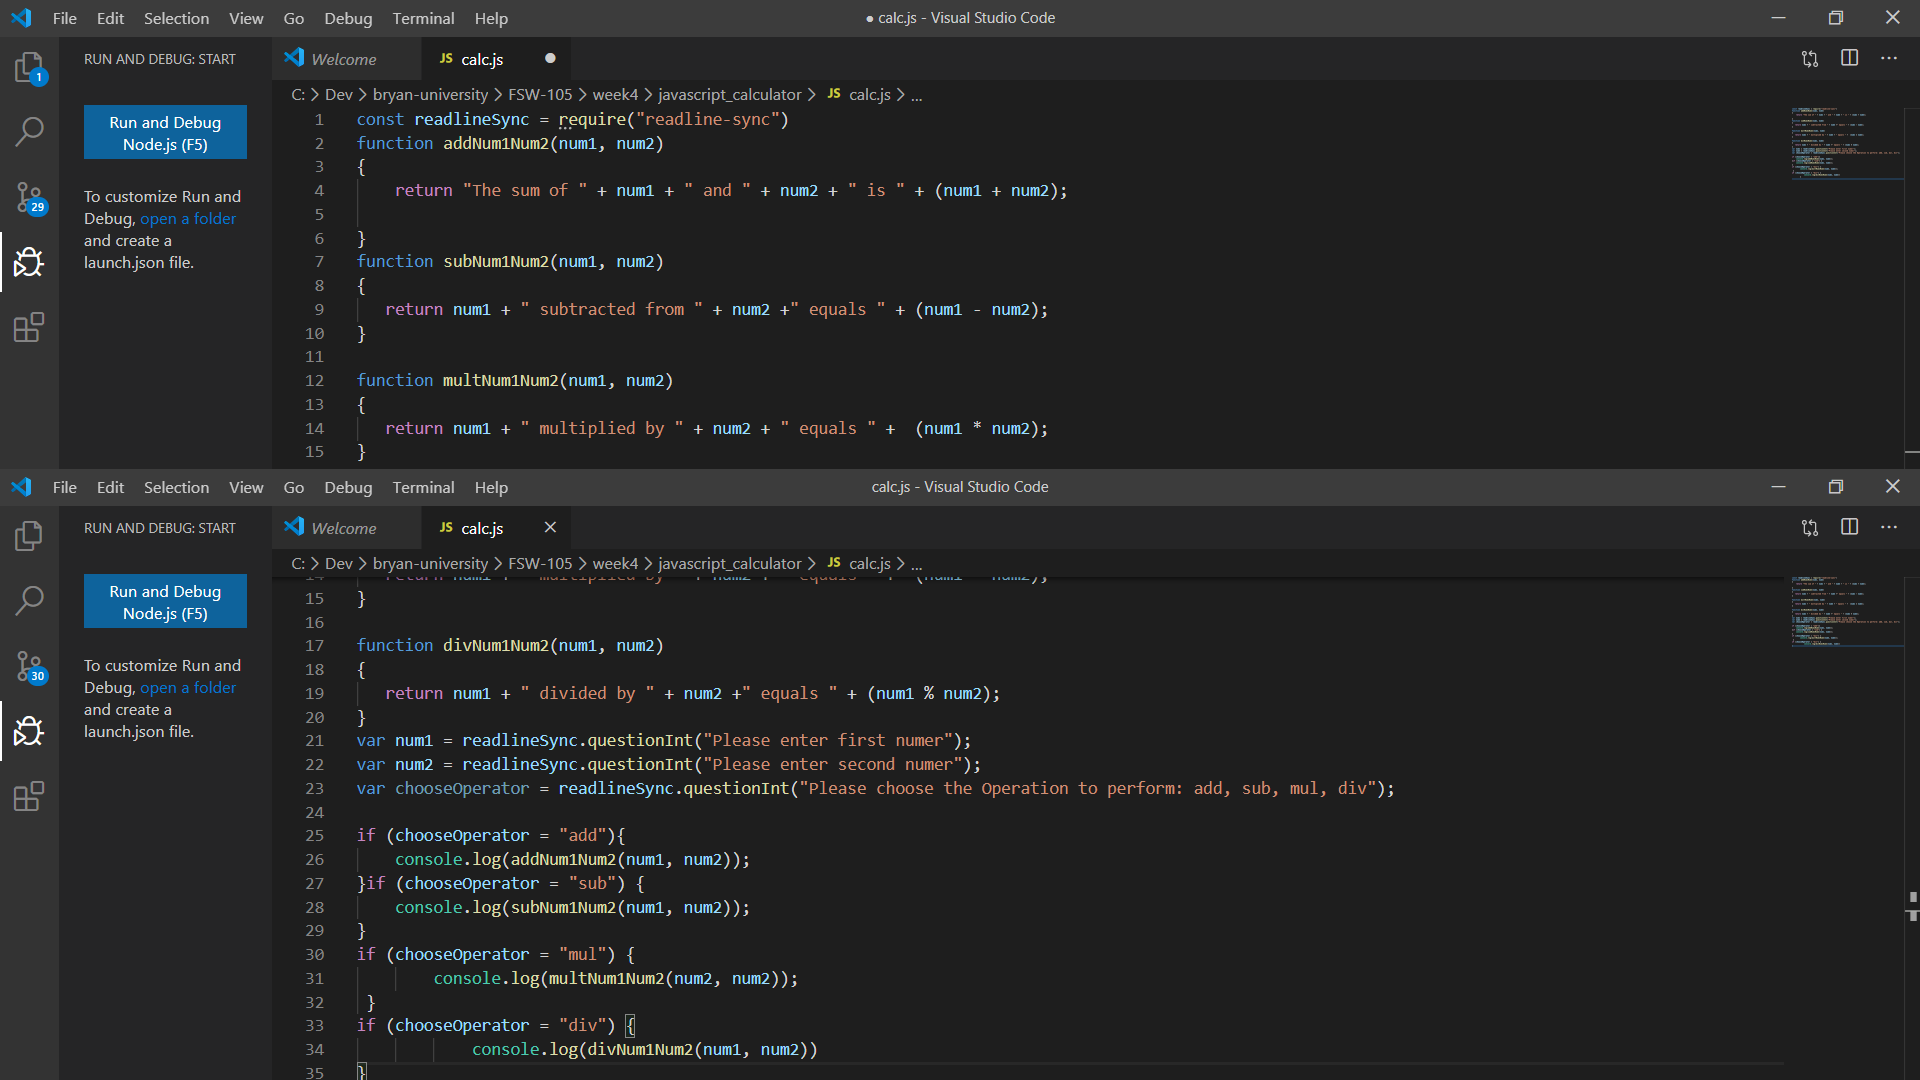 File Edit Selection View Go Debug Terminal Help
● calc.js - Visual Studio Code
RUN AND DEBUG: START
Welcome
JS calc.js
C: > Dev > bryan-university > FSW-105 > week4 > javascript_calculator > JS calc.js > ...
1
29
Run and Debug
Node.js (F5)
To customize Run and
Debug, open a folder
and create a
launch.json file.
1 const readlineSync = require("readline-sync")
2 function addNum1Num2(num1, num2)
3 {
4     return "The sum of " + num1 + " and " + num2 + " is " + (num1 + num2);
5
6 }
7 function subNum1Num2(num1, num2)
8 {
9    return num1 + " subtracted from " + num2 +" equals " + (num1 - num2);
10 }
11
12 function multNum1Num2(num1, num2)
13 {
14    return num1 + " multiplied by " + num2 + " equals " +  (num1 * num2);
15 }
File Edit Selection View Go Debug Terminal Help
calc.js - Visual Studio Code
RUN AND DEBUG: START
Welcome
JS calc.js
C: > Dev > bryan-university > FSW-105 > week4 > javascript_calculator > JS calc.js > ...
30
Run and Debug
Node.js (F5)
To customize Run and
Debug, open a folder
and create a
launch.json file.
15 }
16
17 function divNum1Num2(num1, num2)
18 {
19    return num1 + " divided by " + num2 +" equals " + (num1 % num2);
20 }
21 var num1 = readlineSync.questionInt("Please enter first numer");
22 var num2 = readlineSync.questionInt("Please enter second numer");
23 var chooseOperator = readlineSync.questionInt("Please choose the Operation to perform: add, sub, mul, div");
24
25 if (chooseOperator = "add"){
26     console.log(addNum1Num2(num1, num2));
27 }if (chooseOperator = "sub") {
28     console.log(subNum1Num2(num1, num2));
29 }
30 if (chooseOperator = "mul") {
31         console.log(multNum1Num2(num2, num2));
32  }
33 if (chooseOperator = "div") {
34             console.log(divNum1Num2(num1, num2))
35 }